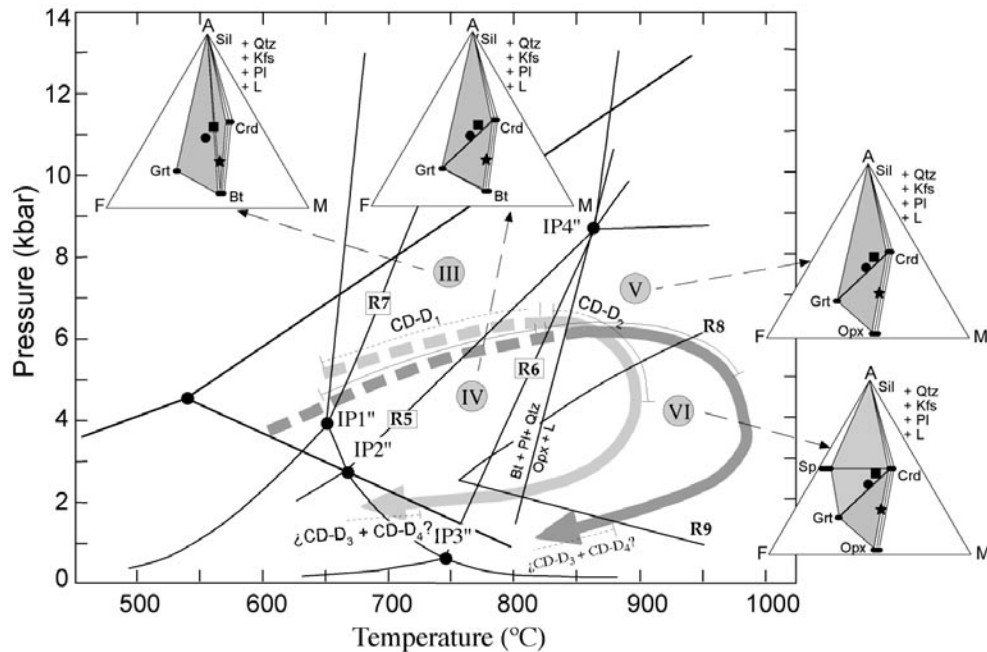 14
12
10
8
6
4
2
0
Pressure (kbar)
500
600
700
800
900
1000
Temperature (°C)
A
Sil
+ Qtz
+ Kfs
+ Pl
+ L
Crd
Grt
Bt
F
M
A
Sil
+ Qtz
+ Kfs
+ Pl
+ L
Crd
Grt
Bt
F
M
A
Sil
+ Qtz
+ Kfs
+ Pl
+ L
Crd
Grt
Opx
F
M
A
Sil
+ Qtz
+ Kfs
+ Pl
+ L
Sp
Crd
Grt
Opx
F
M
IP4"
III
V
R7
CD-D1
CD-D2
R8
R6
IV
VI
IP1"
R5
Bt + Pl+ Qtz
Opx + L
IP2"
¿CD-D3 + CD-D4?
IP3"
R9
¿CD-D3 + CD-D4?